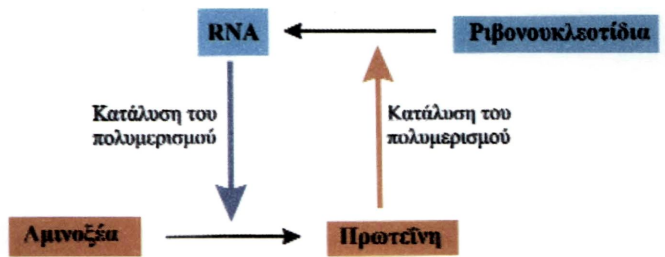 RNA
Ριβονουκλεοτίδια
Κατάλυση του
πολυμερισμού
Κατάλυση του
πολυμερισμού
Αμινοξέα
Πρωτεΐνη